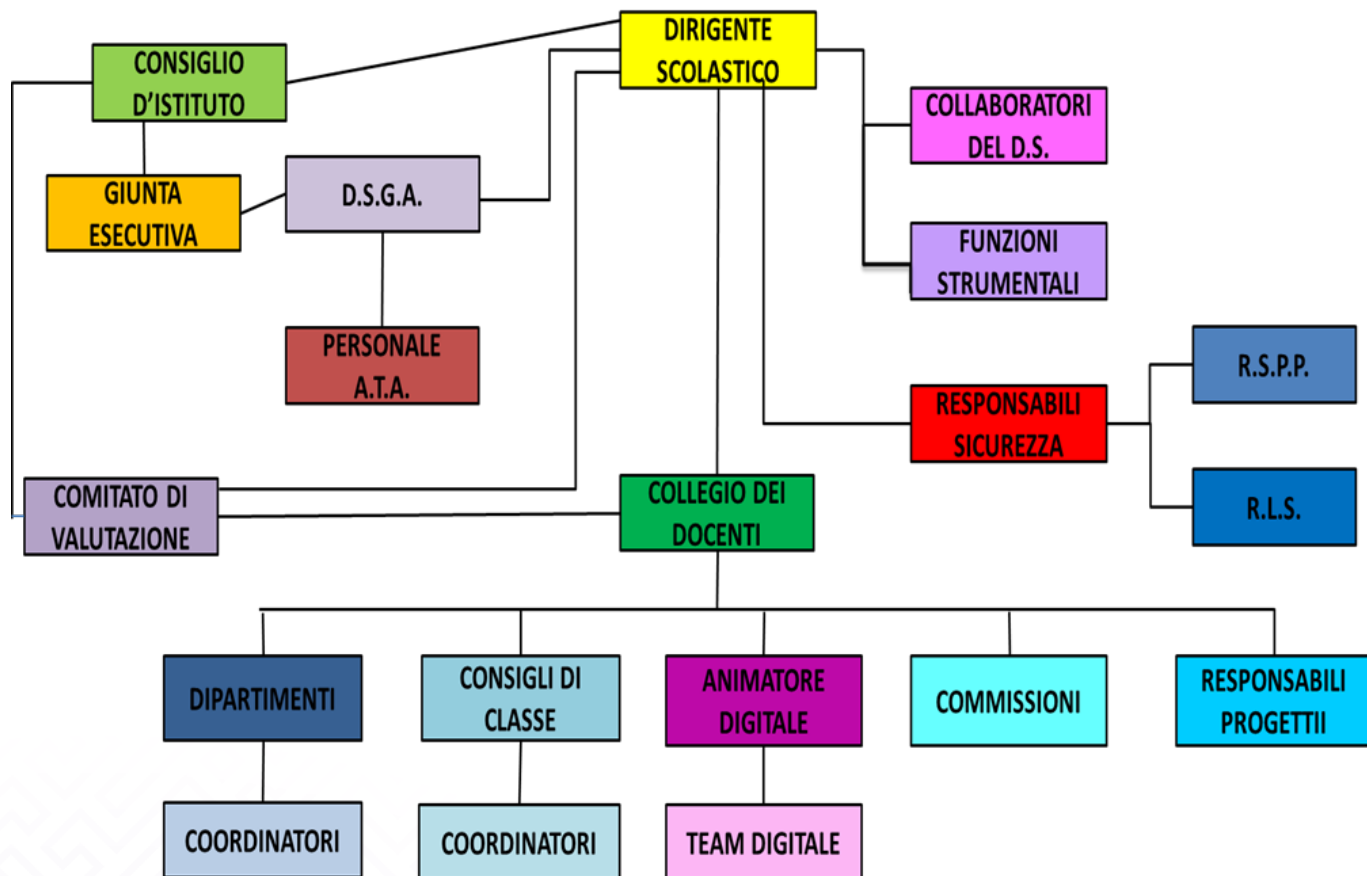 DIRIGENTE
SCOLASTICO
CONSIGLIO
D'ISTITUTO
COLLABORATORI
DEL D.S.
GIUNTA
ESECUTIVA
D.S.G.A.
FUNZIONI
STRUMENTALI
PERSONALE
A.T.A.
R.S.P.P.
RESPONSABILI
SICUREZZA
COMITATO DI
VALUTAZIONE
COLLEGIO DEI
DOCENTI
R.L.S.
DIPARTIMENTI
CONSIGLI DI
CLASSE
ANIMATORE
DIGITALE
COMMISSIONI
RESPONSABILI
PROGETTII
COORDINATORI
COORDINATORI
TEAM DIGITALE